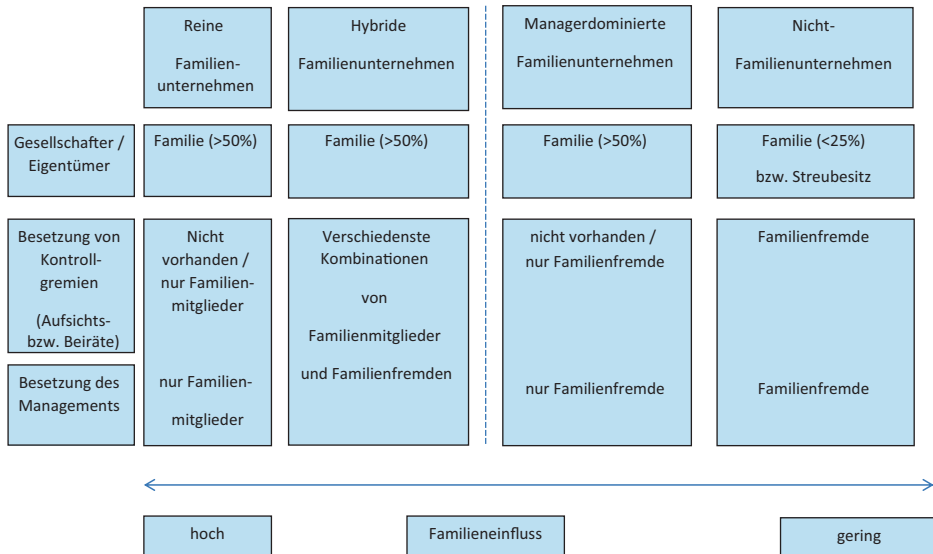 Reine
Familien-
unternehmen
Hybride
Familienunternehmen
Managerdominierte
Familienunternehmen
Nicht-
Familienunternehmen
Gesellschafter /
Eigentümer
Familie (>50%)
Familie (>50%)
Familie (>50%)
Familie (<25%)
bzw. Streubesitz
Besetzung von
Kontroll-
gremien
(Aufsichts-
bzw. Beiräte)
Nicht
vorhanden /
nur Familien-
mitglieder
Verschiedenste
Kombinationen
von
Familienmitglieder
und Familienfremden
nicht vorhanden /
nur Familienfremde
Familienfremde
Besetzung des
Managements
nur Familien-
mitglieder
nur Familienfremde
Familienfremde
hoch
Familieneinfluss
gering